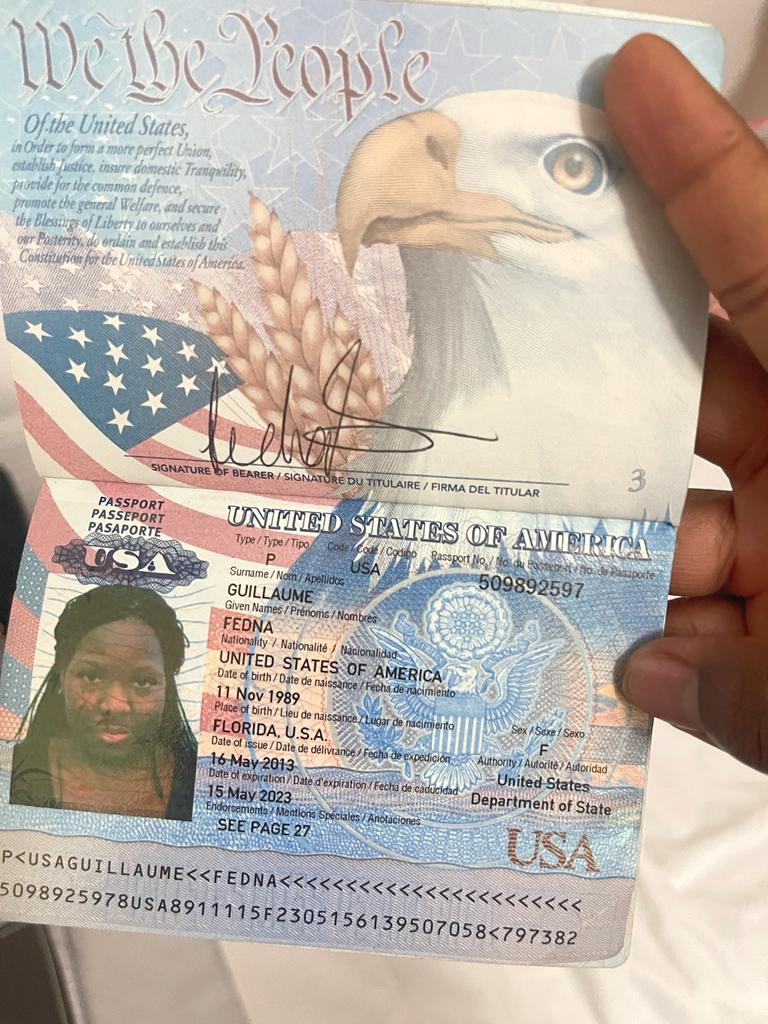 We the People
Of the United States,
in Order to form a more perfect Union,
establish Justice, insure domestic Tranquility,
provide for the common defence,
promote the general Welfare, and secure
the Blessings of Liberty to ourselves and
our Posterity, do ordain and establish this
Constitution for the United States of America.
SIGNATURE OF BEARER / SIGNATURE DU TITULAIRE / FIRMA DEL TITULAR
3
PASSPORT
PASSEPORT
PASAPORTE
USA
UNITED STATES OF AMERICA
Type / Type / Tipo Code / Code / Codigo Passport No. / No. du Passeport / No. de Pasaporte
P USA 509892597
Surname / Nom / Apellidos
GUILLAUME
Given Names / Prénoms / Nombres
FEDNA
Nationality / Nationalité / Nacionalidad
UNITED STATES OF AMERICA
Date of birth / Date de naissance / Fecha de nacimiento
11 Nov 1989
Place of birth / Lieu de naissance / Lugar de nacimiento Sex / Sexe / Sexo
FLORIDA, U.S.A. F
Date of issue / Date de délivrance / Fecha de expedición Authority / Autorité / Autoridad
16 May 2013 United States
Date of expiration / Date d'expiration / Fecha de caducidad Department of State
15 May 2023
Endorsements / Mentions Spéciales / Anotaciones
SEE PAGE 27
USA
P<USAGUILLAUME<<FEDNA<<<<<<<<<<<<<<<<<<<<<<<
5098925978USA8911115F2305156139507058<797382